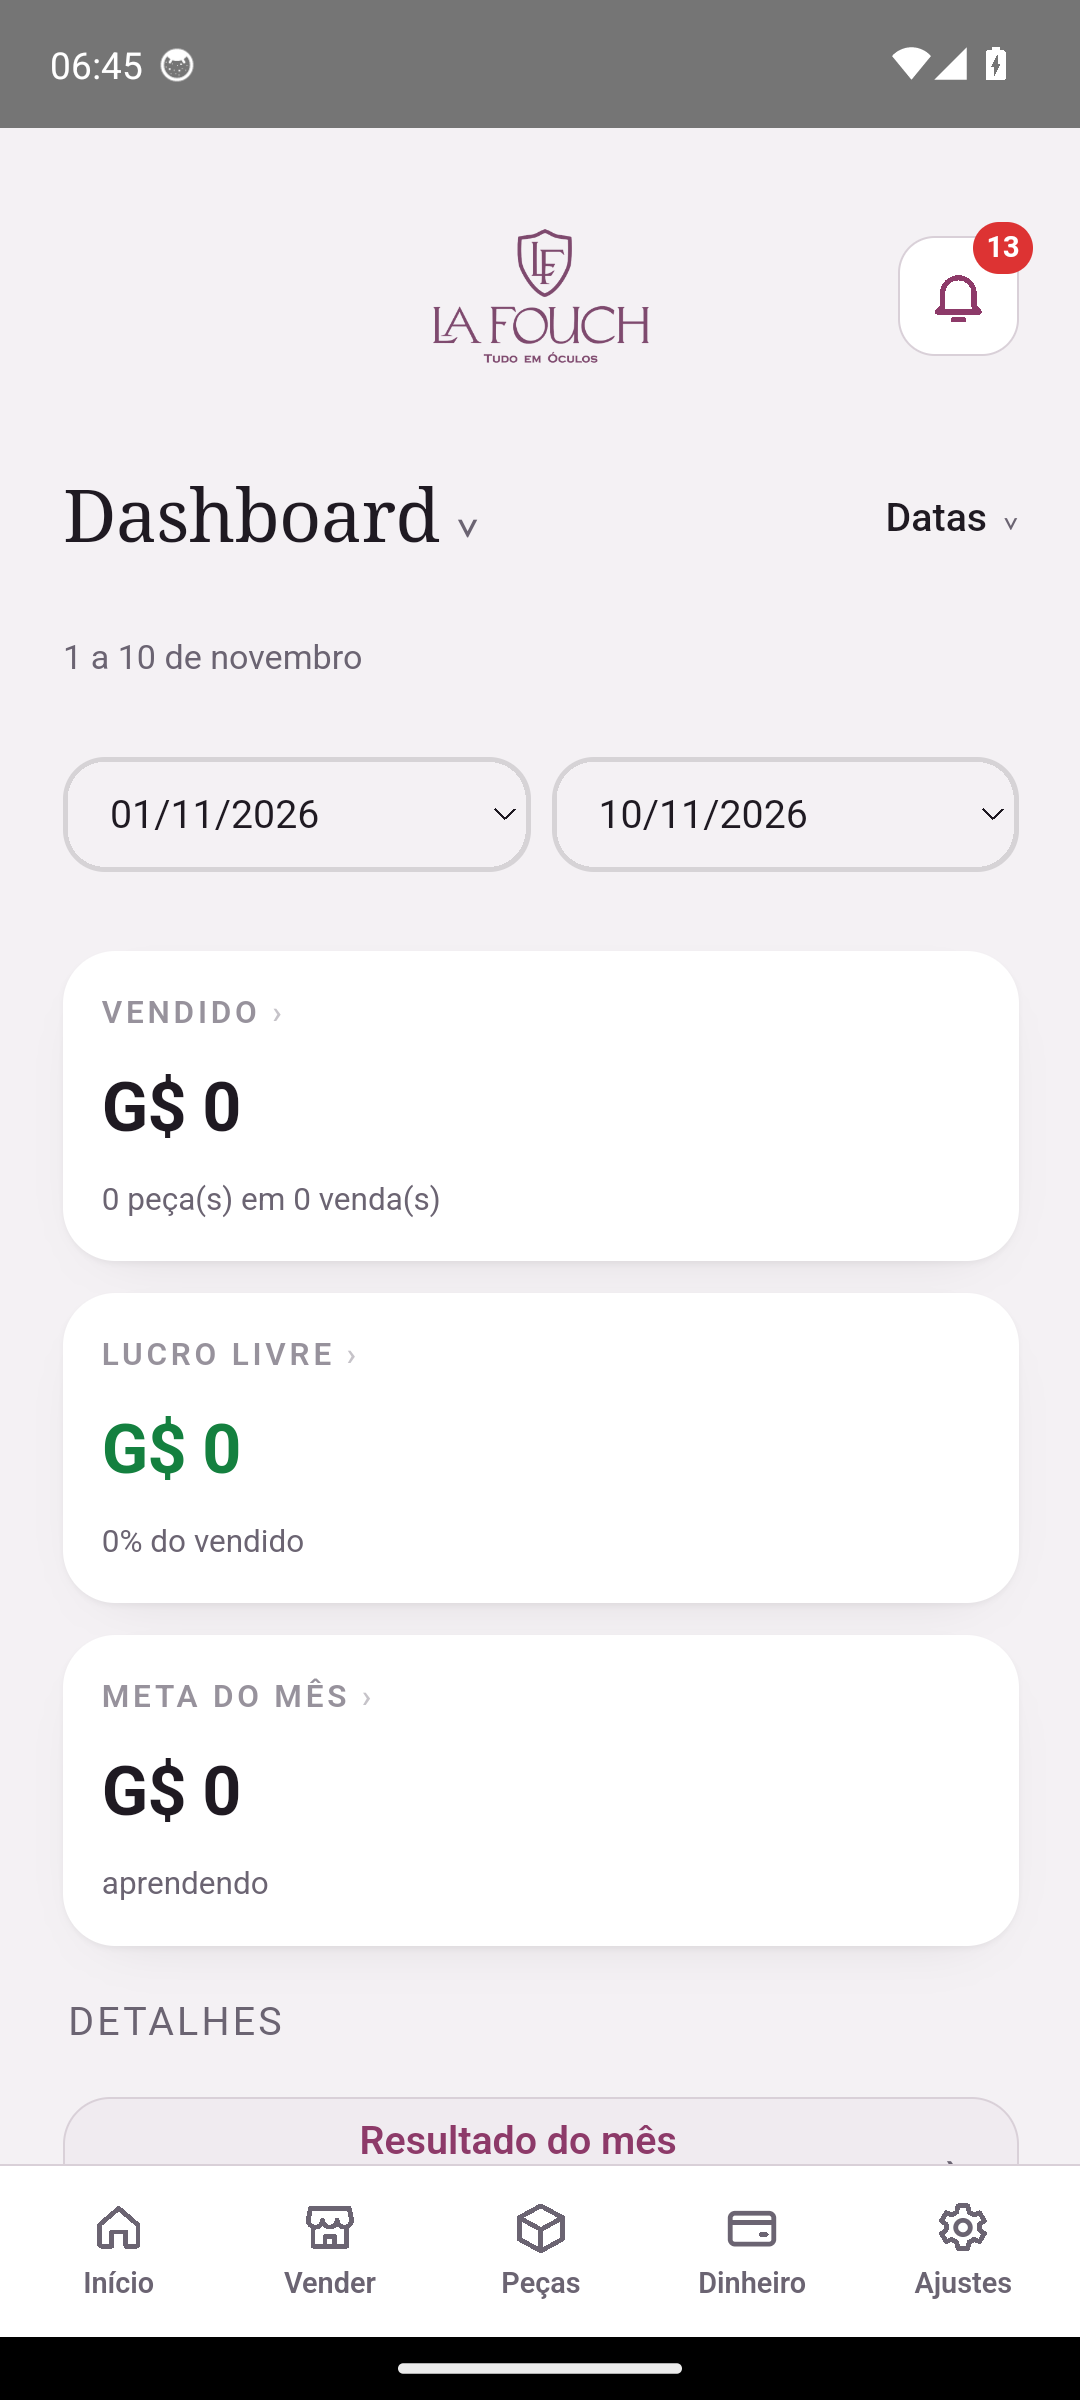 06:45
LF
LA FOUCH
TUDO EM ÓCULOS
13
Dashboard
Datas
1 a 10 de novembro
01/11/2026
10/11/2026
VENDIDO ›
G$ 0
0 peça(s) em 0 venda(s)
LUCRO LIVRE ›
G$ 0
0% do vendido
META DO MÊS ›
G$ 0
aprendendo
DETALHES
Resultado do mês
Início
Vender
Peças
Dinheiro
Ajustes